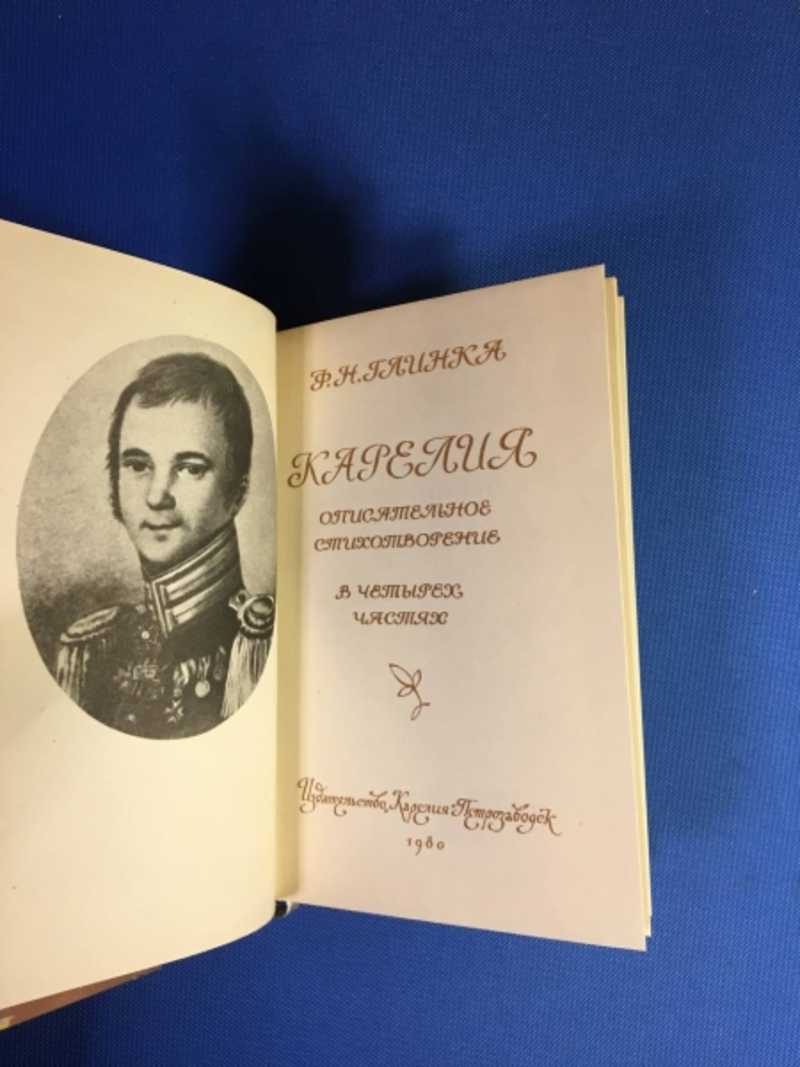 Ф.Н.ГЛИНКА
КАРЕЛИЯ
ОПИСАТЕЛЬНОЕ
СТИХОТВОРЕНИЕ
В ЧЕТЫРЕХ
ЧАСТЯХ
Издательство „Карелия“ Петрозаводск
1980